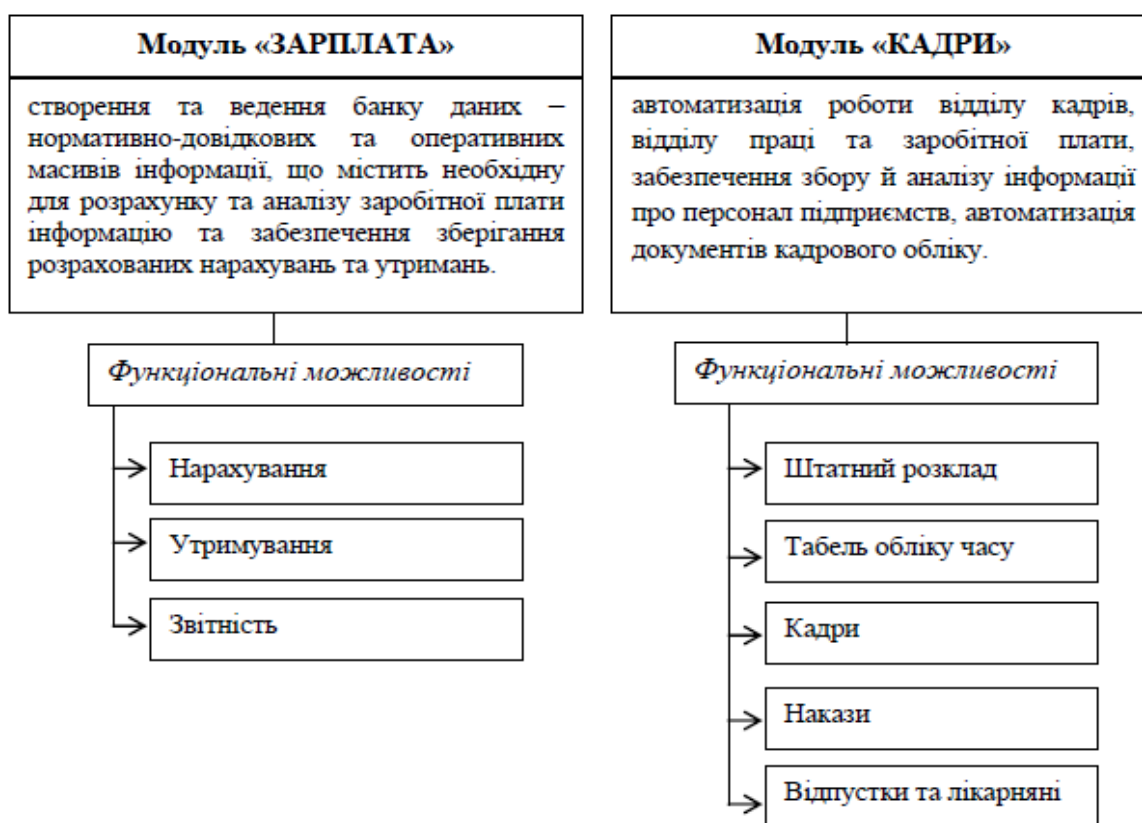 Модуль «ЗАРПЛАТА»
створення та ведення банку даних –
нормативно-довідкових та оперативних
масивів інформації, що містить необхідну
для розрахунку та аналізу заробітної плати
інформацію та забезпечення зберігання
розрахованих нарахувань та утримань.
Функціональні можливості
Нарахування
Утримування
Звітність
Модуль «КАДРИ»
автоматизація роботи відділу кадрів,
відділу праці та заробітної плати,
забезпечення збору й аналізу інформації
про персонал підприємств, автоматизація
документів кадрового обліку.
Функціональні можливості
Штатний розклад
Табель обліку часу
Кадри
Накази
Відпустки та лікарняні